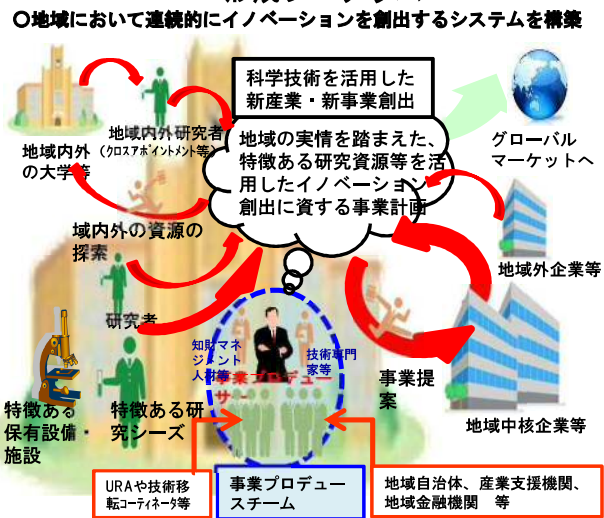 〇地域において連続的にイノベーションを創出するシステムを構築
科学技術を活用した
新産業・新事業創出
地域内外研究者
（クロスアポイントメント等）
地域内外
の大学等
地域の実情を踏まえた、
特徴ある研究資源等を活
用したイノベーション
創出に資する事業計画
グローバル
マーケットへ
域内外の資源の
探索
地域外企業等
研究者
知財マネ
ジメント
人材等
技術専門
家等
事業プロデュー
サー
事業提
案
地域中核企業等
特徴ある
保有設備・
施設
特徴ある研
究シーズ
URAや技術移
転コーディネータ等
事業プロデュー
スチーム
地域自治体、産業支援機関、
地域金融機関　等